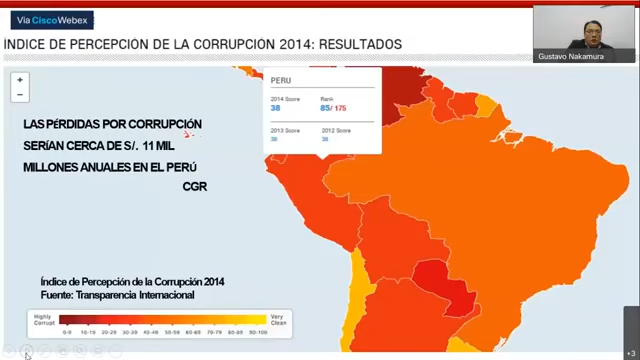 Vía Cisco Webex
ÍNDICE DE PERCEPCIÓN DE LA CORRUPCIÓN 2014: RESULTADOS
Gustavo Nakamura
+
−
PERU
2014 Score
Rank
38
85/ 175
2013 Score
2012 Score
38
38
LAS PÉRDIDAS POR CORRUPCIÓN
SERÍAN CERCA DE S/. 11 MIL
MILLONES ANUALES EN EL PERÚ
CGR
Índice de Percepción de la Corrupción 2014
Fuente: Transparencia Internacional
Highly Corrupt
Very Clean
0-9 10-19 20-29 30-39 40-49 50-59 60-69 70-79 80-89 90-100
+3